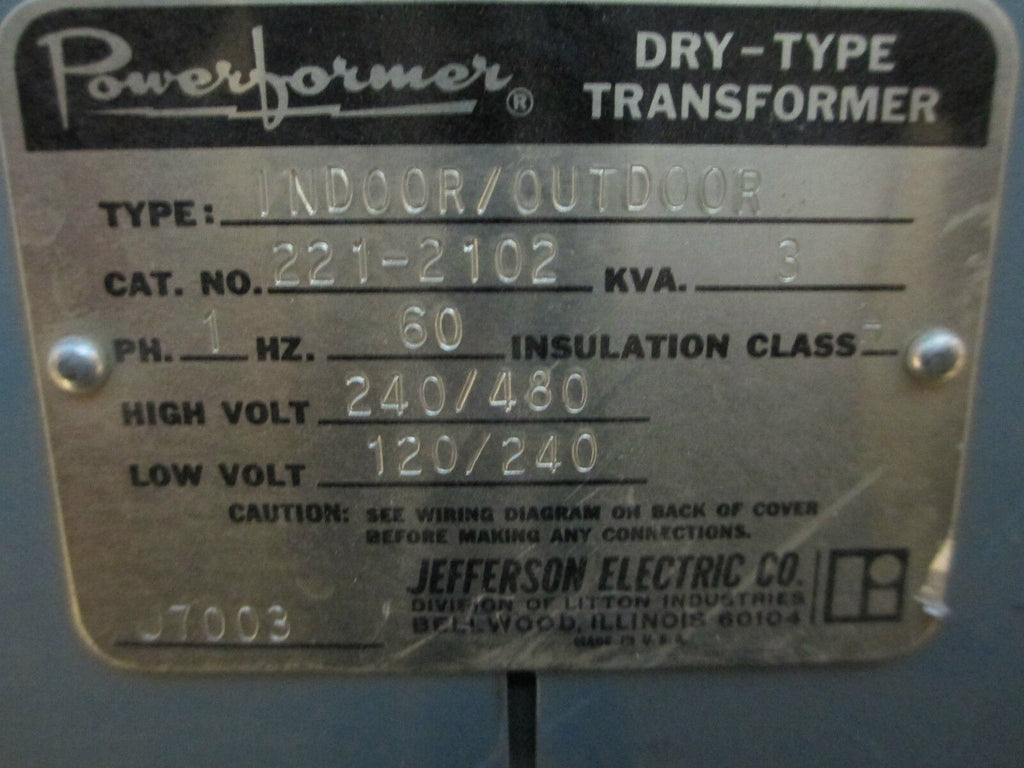 Powerformer®
DRY-TYPE
TRANSFORMER
TYPE: INDOOR/OUTDOOR
CAT. NO. 221-2102 KVA. 3
PH. 1 HZ. 60 INSULATION CLASS -
HIGH VOLT 240/480
LOW VOLT 120/240
CAUTION: SEE WIRING DIAGRAM ON BACK OF COVER
BEFORE MAKING ANY CONNECTIONS.
JEFFERSON ELECTRIC CO.
DIVISION OF LITTON INDUSTRIES
BELLWOOD, ILLINOIS 60104
MADE IN U.S.A.
J7003